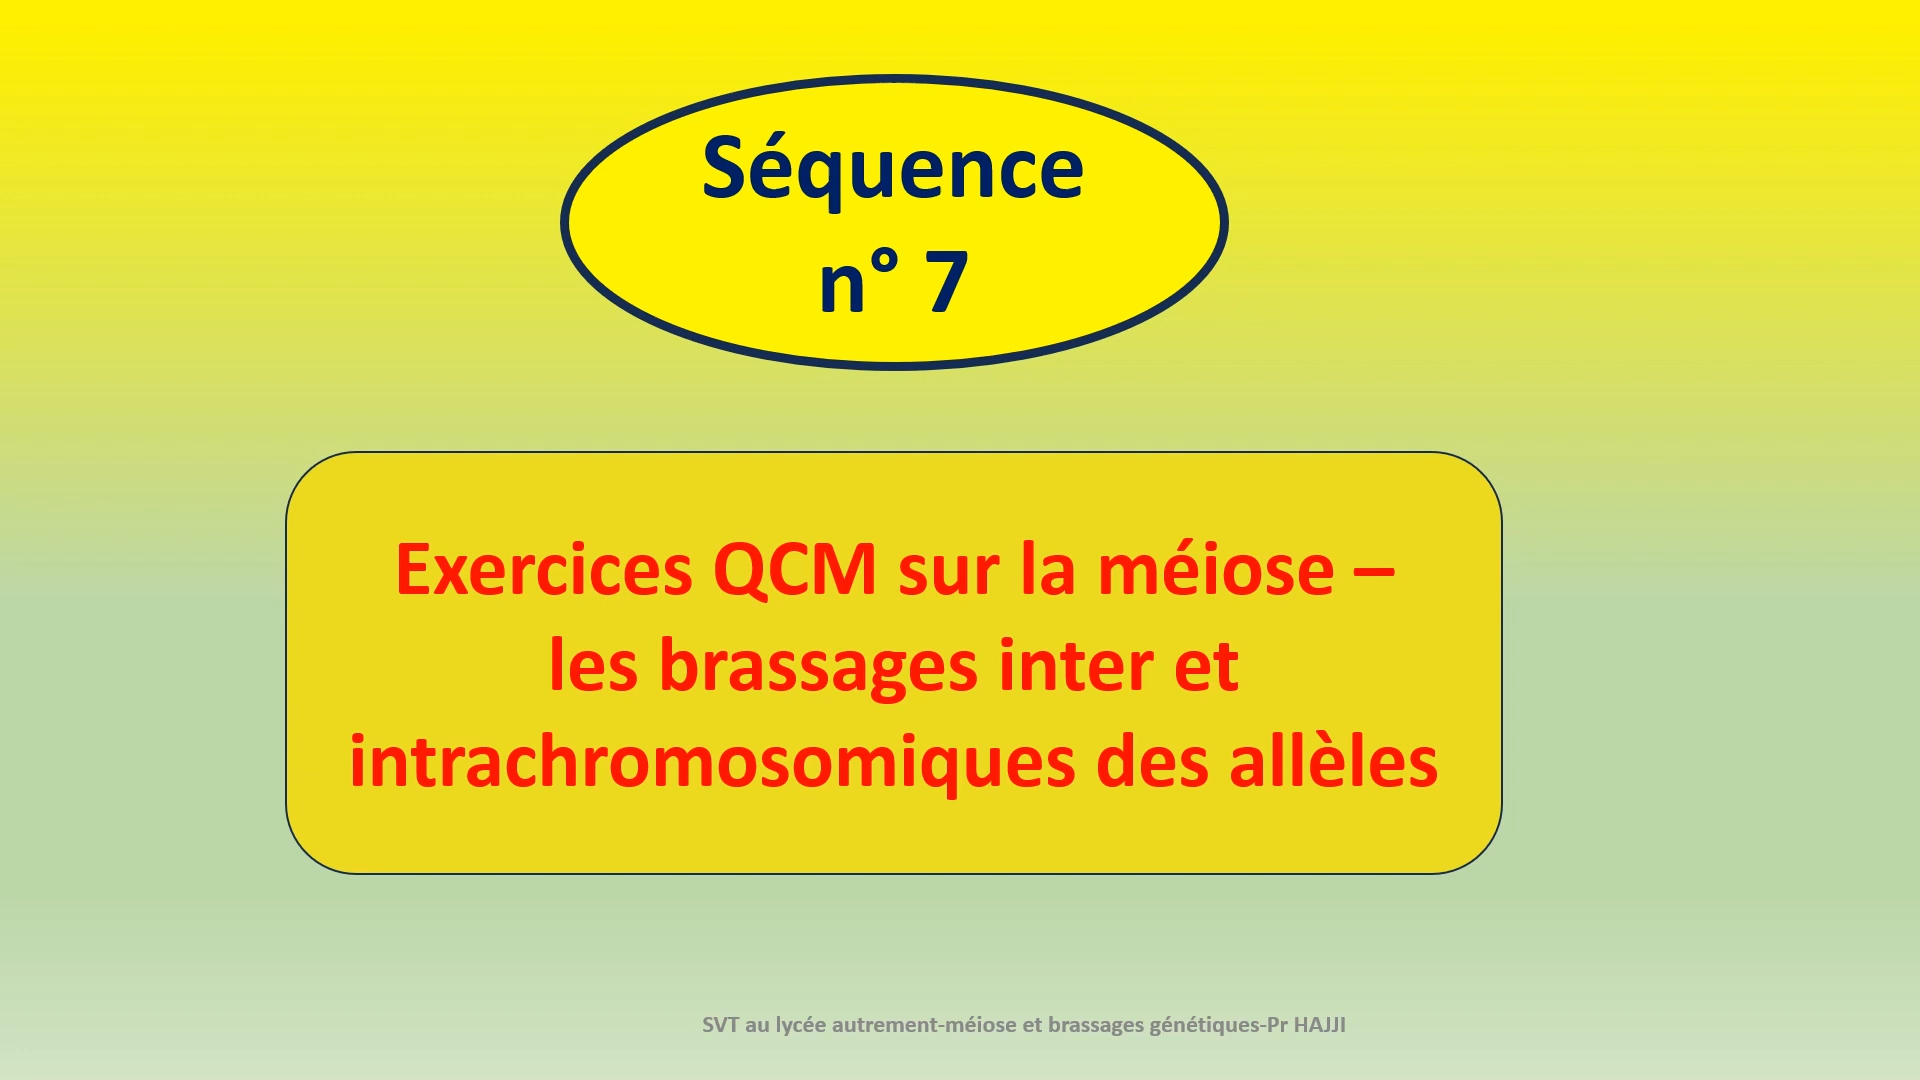 Séquence
n° 7
Exercices QCM sur la méiose –
les brassages inter et
intrachromosomiques des allèles
SVT au lycée autrement-méiose et brassages génétiques-Pr HAJJI